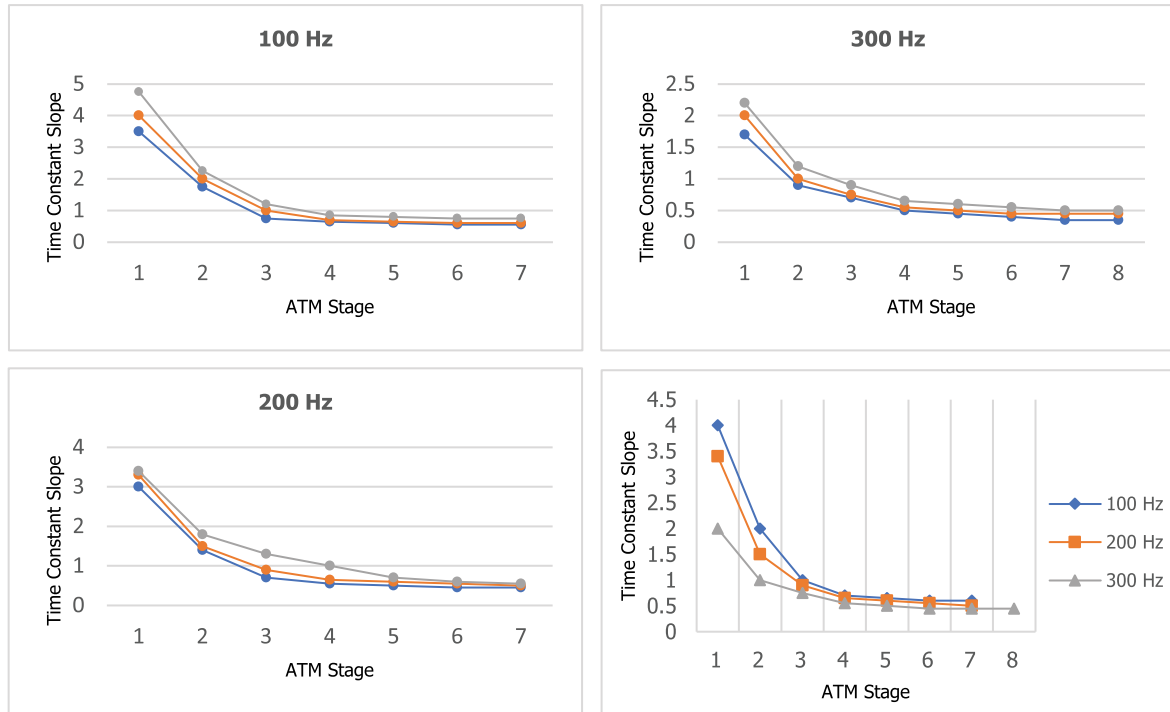 100 Hz
Time Constant Slope
5
4
3
2
1
0
1 2 3 4 5 6 7
ATM Stage
300 Hz
Time Constant Slope
2.5
2
1.5
1
0.5
0
1 2 3 4 5 6 7 8
ATM Stage
200 Hz
Time Constant Slope
4
3
2
1
0
1 2 3 4 5 6 7
ATM Stage
Time Constant Slope
4.5
4
3.5
3
2.5
2
1.5
1
0.5
0
1 2 3 4 5 6 7 8
ATM Stage
100 Hz
200 Hz
300 Hz